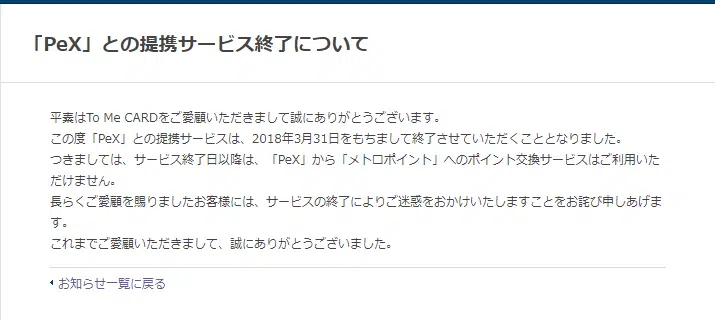 「PeX」との提携サービス終了について
平素はTo Me CARDをご愛顧いただきまして誠にありがとうございます。
この度「PeX」との提携サービスは、2018年3月31日をもちまして終了させていただくこととなりました。
つきましては、サービス終了日以降は、「PeX」から「メトロポイント」へのポイント交換サービスはご利用いた
だけません。
長らくご愛顧を賜りましたお客様には、サービスの終了によりご迷惑をおかけいたしますことをお詫び申しあげま
す。
これまでご愛顧いただきまして、誠にありがとうございました。
お知らせ一覧に戻る